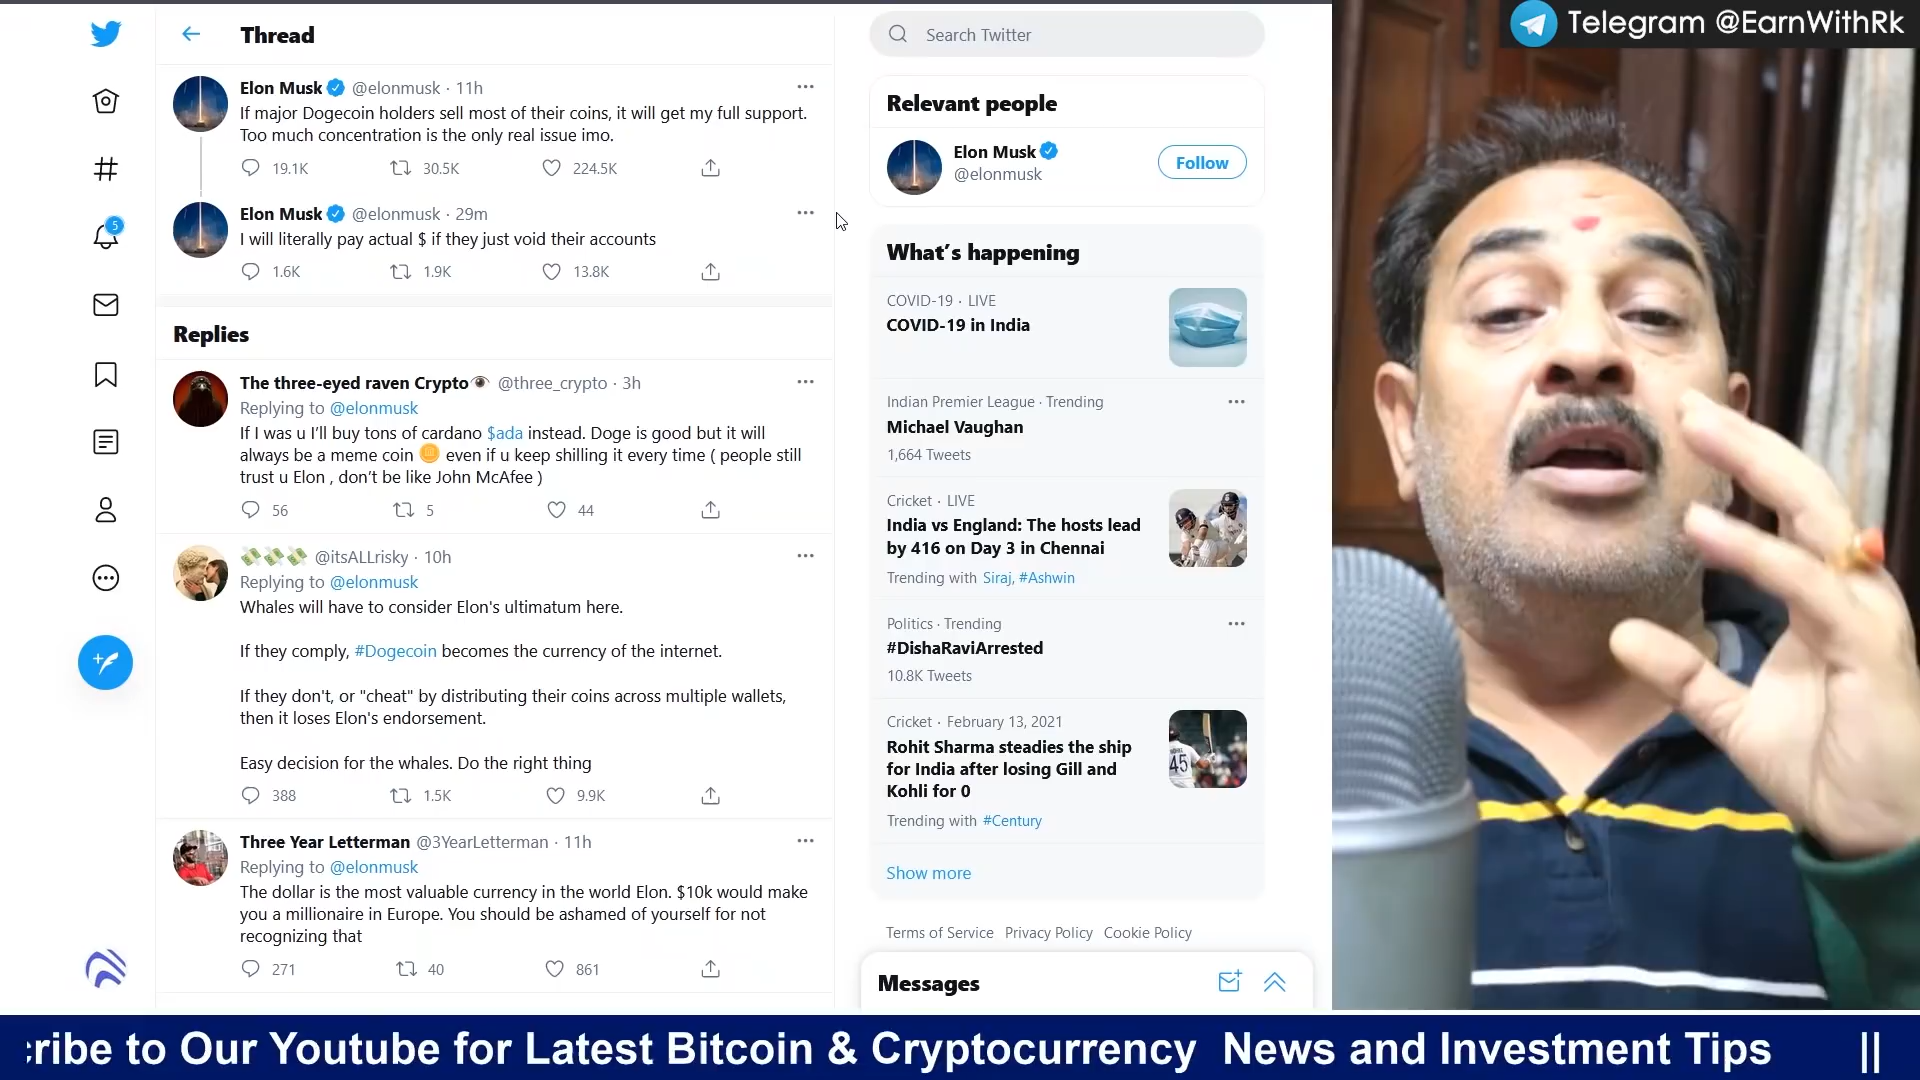 Thread
Elon Musk @elonmusk · 11h
If major Dogecoin holders sell most of their coins, it will get my full support.
Too much concentration is the only real issue imo.
19.1K 30.5K 224.5K
Elon Musk @elonmusk · 29m
I will literally pay actual $ if they just void their accounts
1.6K 1.9K 13.8K
Replies
The three-eyed raven Crypto👁 @three_crypto · 3h
Replying to @elonmusk
If I was u I’ll buy tons of cardano $ada instead. Doge is good but it will
always be a meme coin 🪙 even if u keep shilling it every time ( people still
trust u Elon , don’t be like John McAfee )
56 5 44
💸💸💸 @itsALLrisky · 10h
Replying to @elonmusk
Whales will have to consider Elon's ultimatum here.
If they comply, #Dogecoin becomes the currency of the internet.
If they don't, or "cheat" by distributing their coins across multiple wallets,
then it loses Elon's endorsement.
Easy decision for the whales. Do the right thing
388 1.5K 9.9K
Three Year Letterman @3YearLetterman · 11h
Replying to @elonmusk
The dollar is the most valuable currency in the world Elon. $10k would make
you a millionaire in Europe. You should be ashamed of yourself for not
recognizing that
271 40 861
5
Search Twitter
Relevant people
Elon Musk
@elonmusk
Follow
What’s happening
COVID-19 · LIVE
COVID-19 in India
Indian Premier League · Trending
Michael Vaughan
1,664 Tweets
Cricket · LIVE
India vs England: The hosts lead
by 416 on Day 3 in Chennai
Trending with Siraj, #Ashwin
Politics · Trending
#DishaRaviArrested
10.8K Tweets
Cricket · February 13, 2021
Rohit Sharma steadies the ship
for India after losing Gill and
Kohli for 0
Trending with #Century
45
Show more
Terms of Service Privacy Policy Cookie Policy
Messages
Telegram @EarnWithRk
cribe to Our Youtube for Latest Bitcoin & Cryptocurrency News and Investment Tips ||